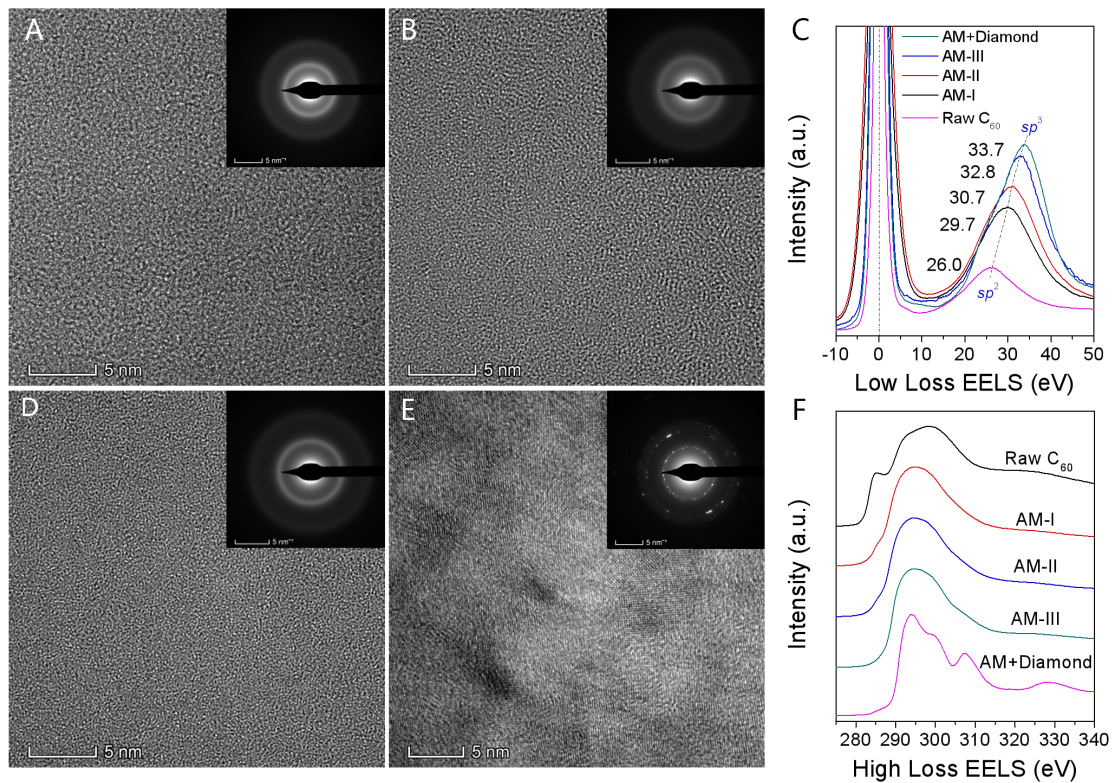 A
5 nm⁻¹
5 nm
B
5 nm⁻¹
5 nm
C
AM+Diamond
AM-III
AM-II
AM-I
Raw C₆₀
sp³
33.7
32.8
30.7
29.7
26.0
sp²
Intensity (a.u.)
-10 0 10 20 30 40 50
Low Loss EELS (eV)
D
5 nm⁻¹
5 nm
E
5 nm⁻¹
5 nm
F
Raw C₆₀
AM-I
AM-II
AM-III
AM+Diamond
Intensity (a.u.)
280 290 300 310 320 330 340
High Loss EELS (eV)